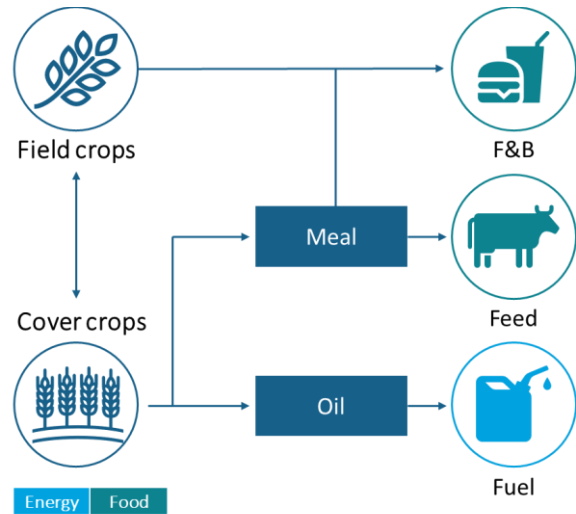 Field crops
F&B
Meal
Cover crops
Feed
Oil
Energy Food
Fuel